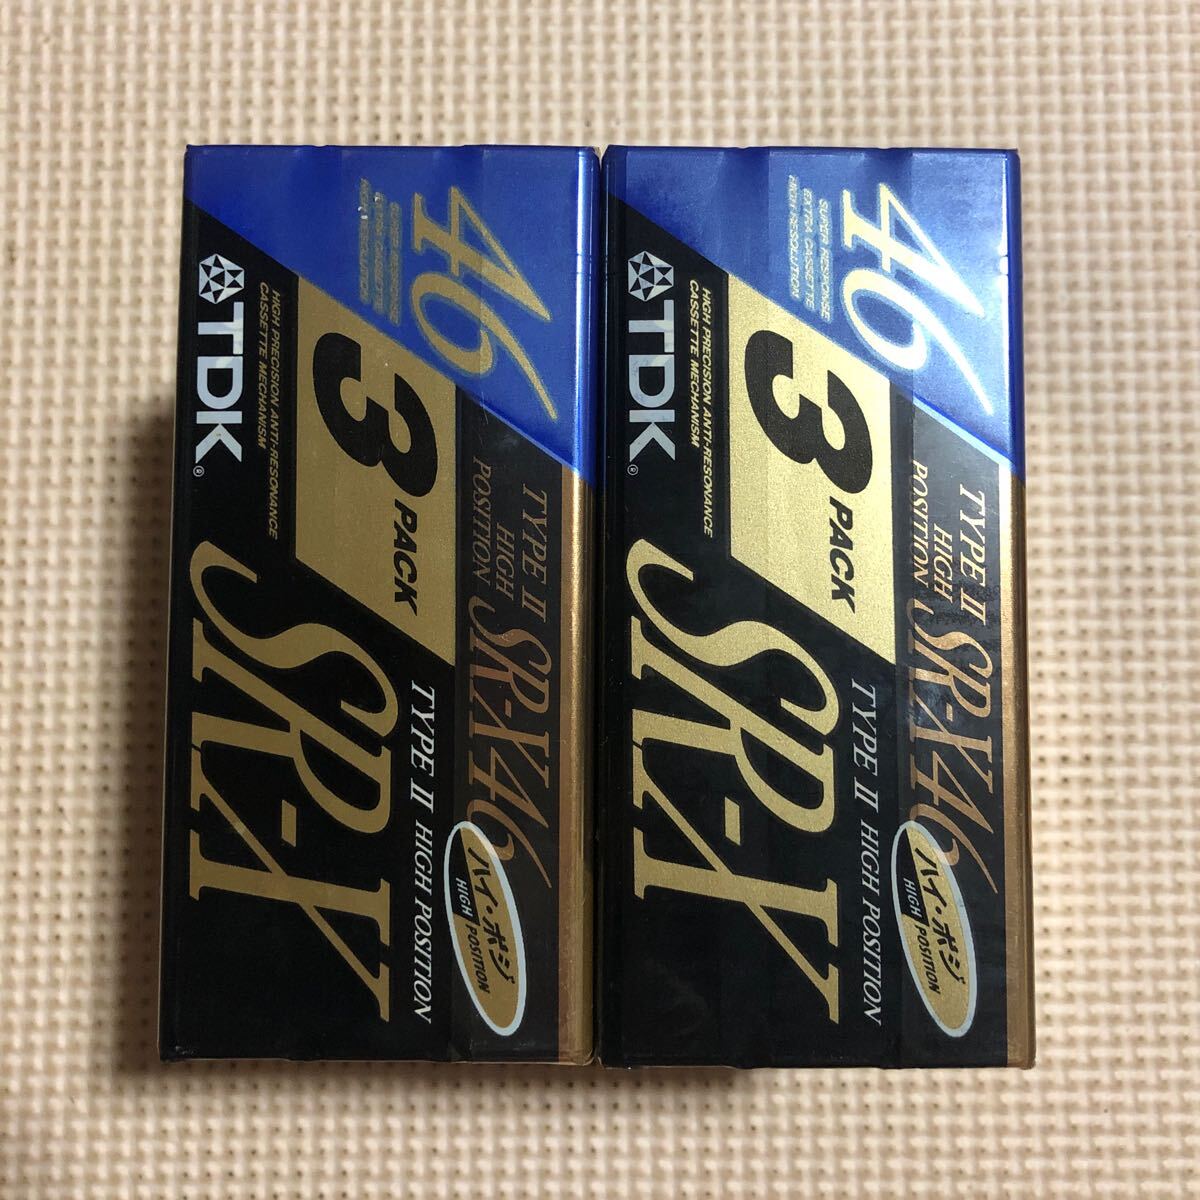 46
SUPER RESPONSE
EXTRA CASSETTE
HIGH RESOLUTION
3 PACK
HIGH PRECISION ANTI-RESONANCE
CASSETTE MECHANISM
TDK®
TYPE II
HIGH
POSITION
SR-X46
ハイ・ポジ
HIGH POSITION
TYPE II HIGH POSITION
SR-X
46
SUPER RESPONSE
EXTRA CASSETTE
HIGH RESOLUTION
3 PACK
HIGH PRECISION ANTI-RESONANCE
CASSETTE MECHANISM
TDK®
TYPE II
HIGH
POSITION
SR-X46
ハイ・ポジ
HIGH POSITION
TYPE II HIGH POSITION
SR-X